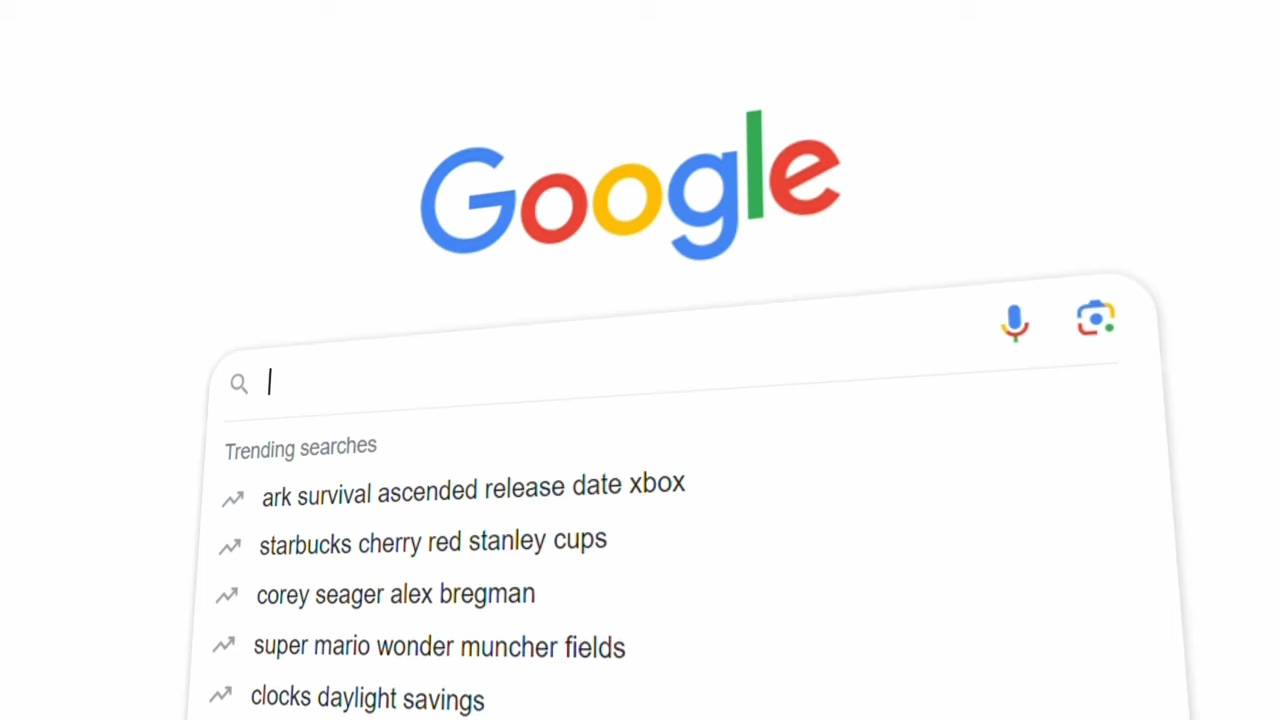 Google
Trending searches
ark survival ascended release date xbox
starbucks cherry red stanley cups
corey seager alex bregman
super mario wonder muncher fields
clocks daylight savings